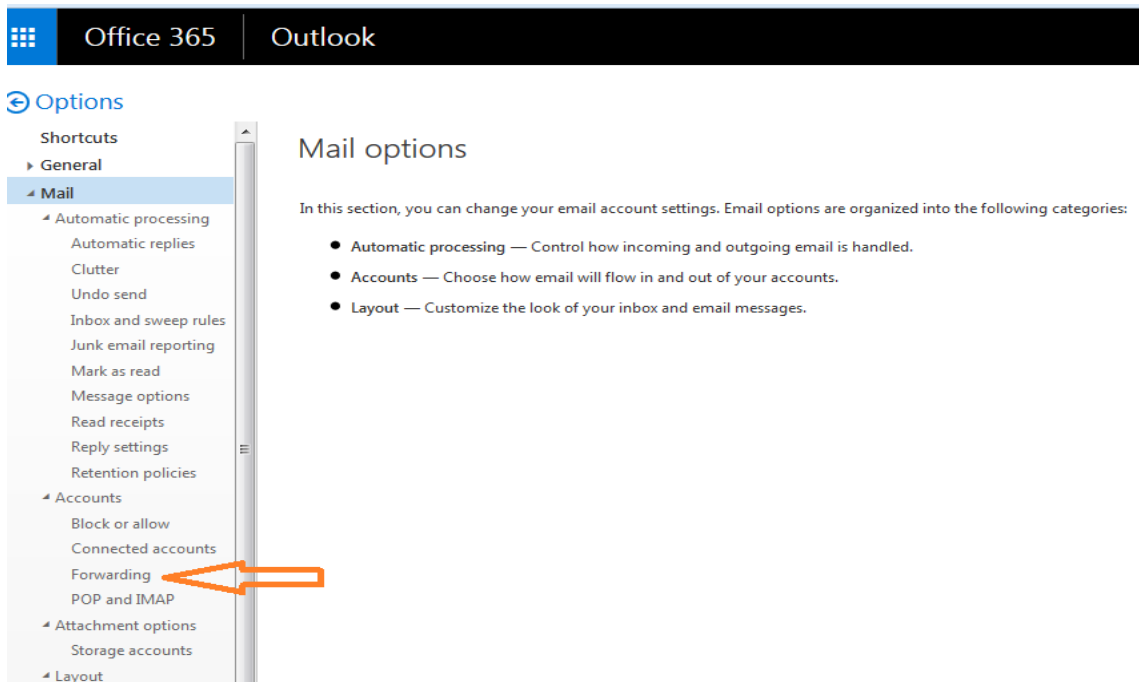 Office 365 Outlook
Options
Shortcuts
General
Mail
Automatic processing
Automatic replies
Clutter
Undo send
Inbox and sweep rules
Junk email reporting
Mark as read
Message options
Read receipts
Reply settings
Retention policies
Accounts
Block or allow
Connected accounts
Forwarding
POP and IMAP
Attachment options
Storage accounts
Layout
Mail options
In this section, you can change your email account settings. Email options are organized into the following categories:
● Automatic processing — Control how incoming and outgoing email is handled.
● Accounts — Choose how email will flow in and out of your accounts.
● Layout — Customize the look of your inbox and email messages.